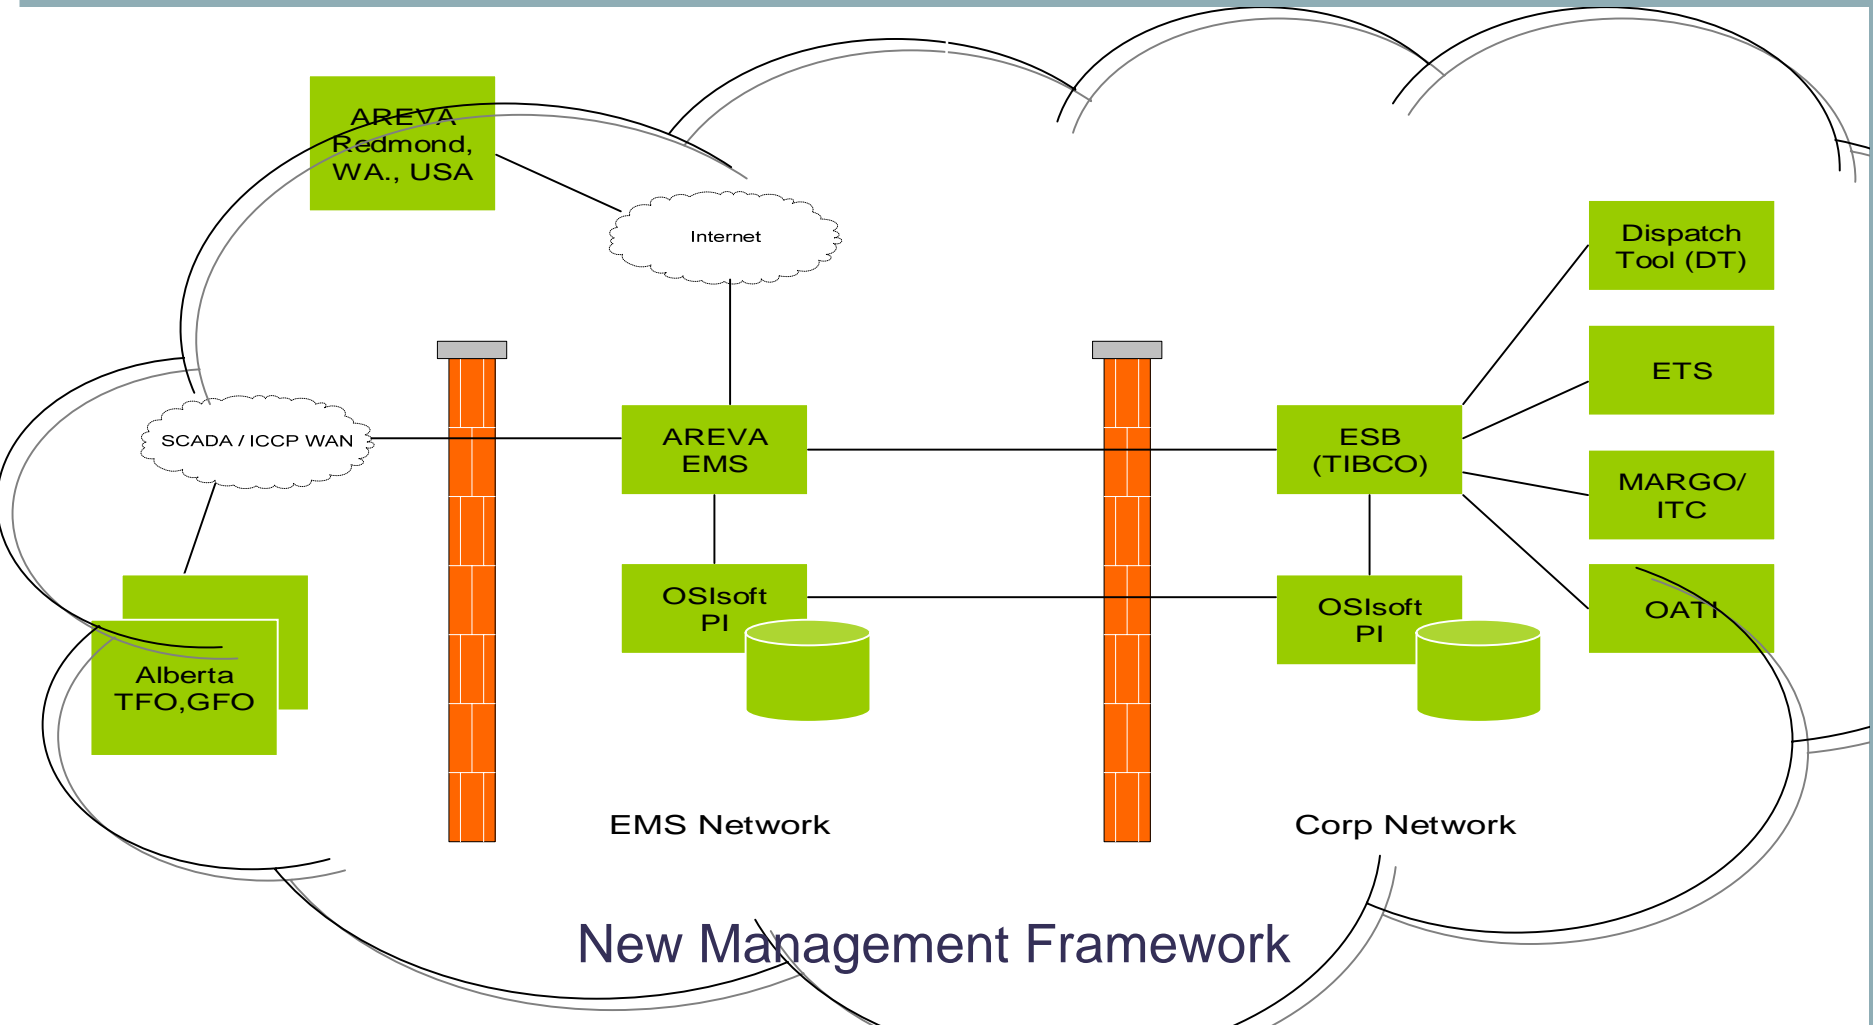 AREVA
Redmond,
WA., USA
Internet
Dispatch
Tool (DT)
ETS
SCADA / ICCP WAN
AREVA
EMS
ESB
(TIBCO)
MARGO/
ITC
OSIsoft
PI
OSIsoft
PI
OATI
Alberta
TFO,GFO
EMS Network
Corp Network
New Management Framework